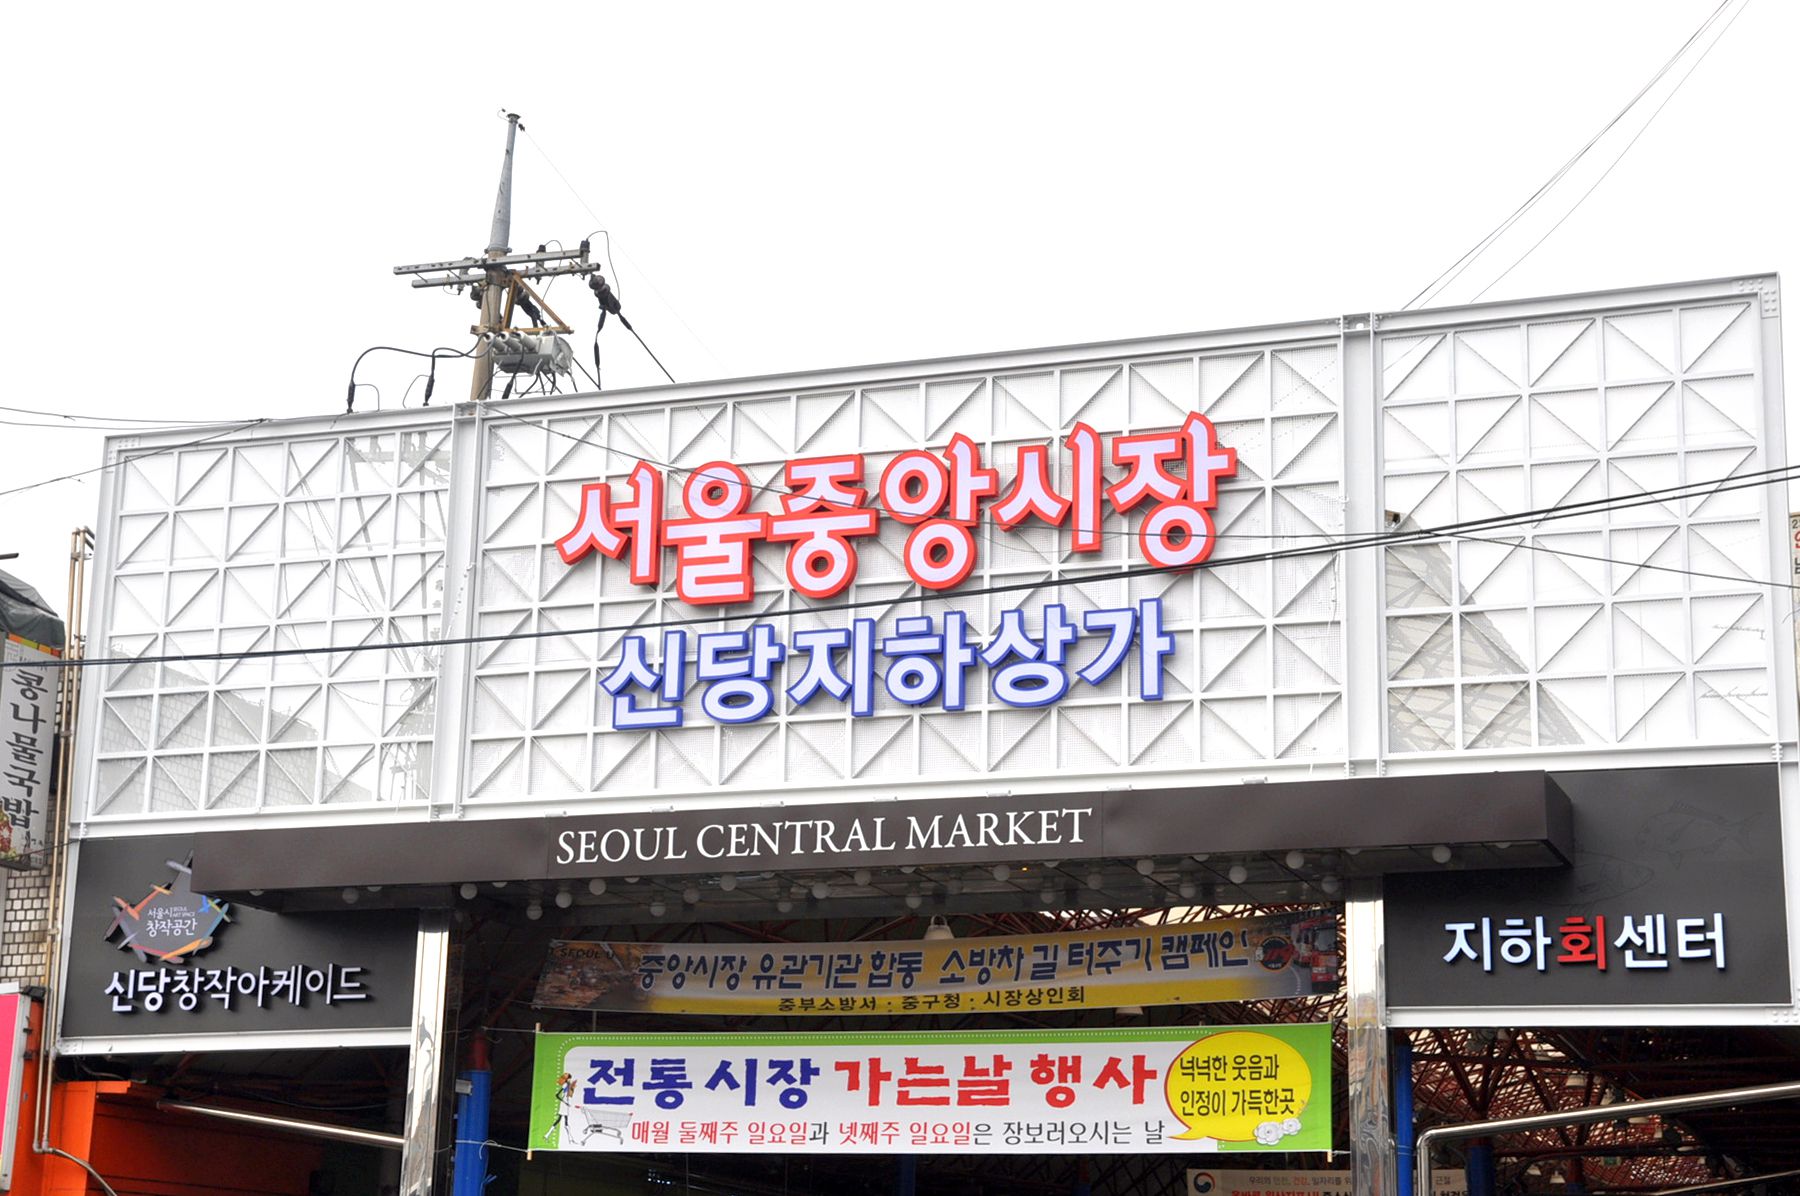 서울중앙시장
신당지하상가
SEOUL CENTRAL MARKET
콩나물국밥
서울시 SEOUL ART SPACE
창작공간
신당창작아케이드
지하회센터
중앙시장 유관기관 합동 소방차 길 터주기 캠페인
중부소방서 · 중구청 · 시장상인회
전통시장 가는날 행사
넉넉한 웃음과
인정이 가득한곳
매월 둘째주 일요일과 넷째주 일요일은 장보러오시는 날